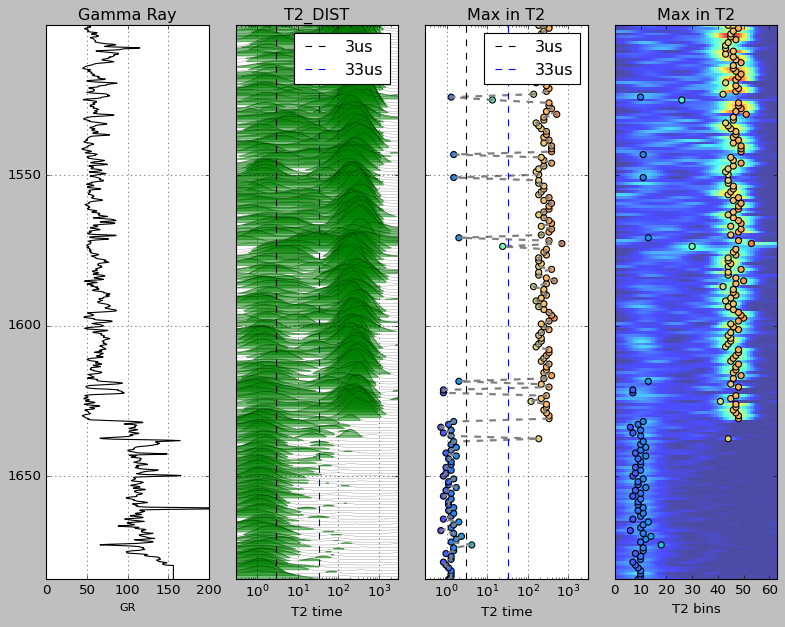 Gamma Ray
T2_DIST
Max in T2
Max in T2
3us
33us
3us
33us
1550
1600
1650
0 50 100 150 200
10^0 10^1 10^2 10^3
10^0 10^1 10^2 10^3
0 10 20 30 40 50 60
GR
T2 time
T2 time
T2 bins